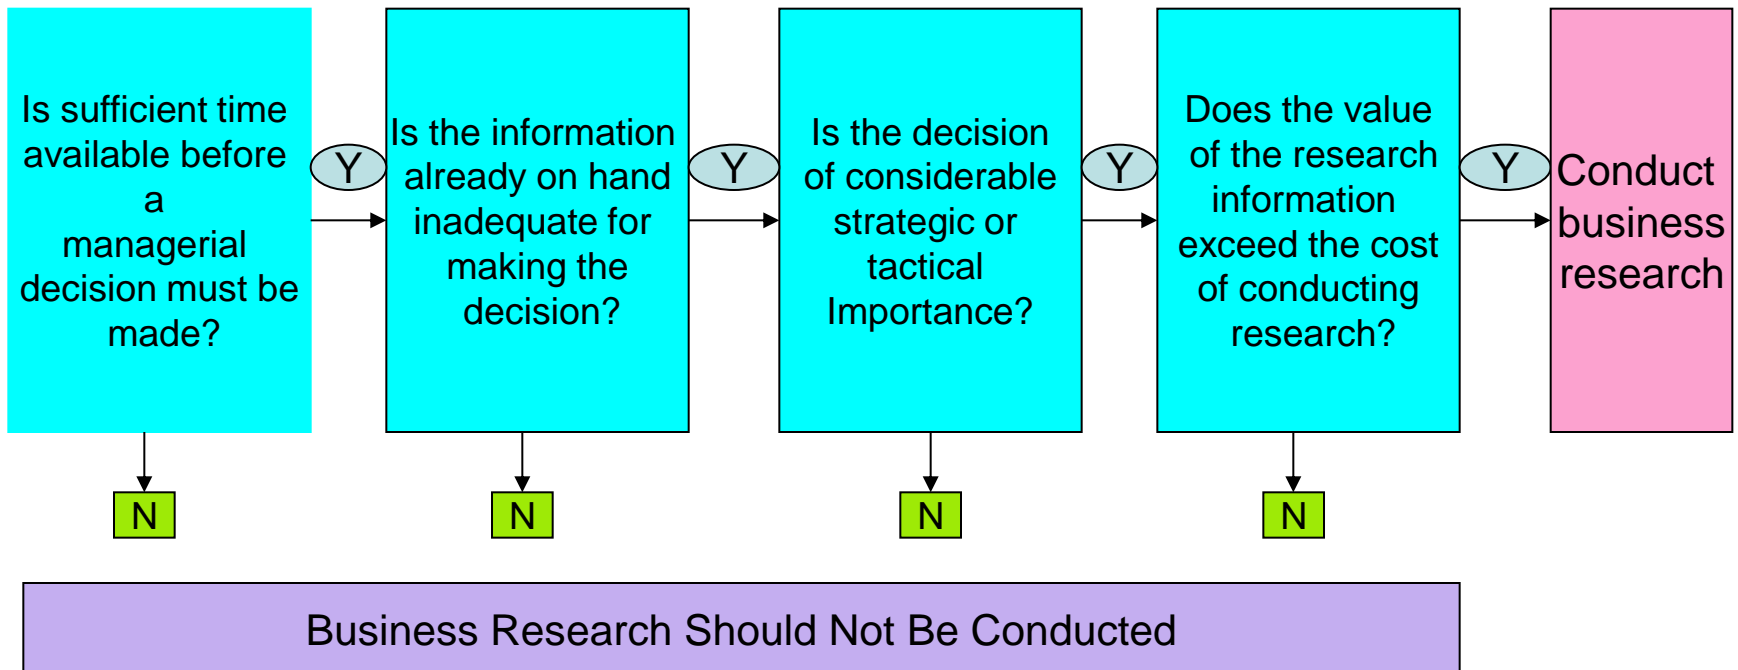 Is sufficient time
available before
a
managerial
decision must be
made?
Y
Is the information
already on hand
inadequate for
making the
decision?
Y
Is the decision
of considerable
strategic or
tactical
Importance?
Y
Does the value
of the research
information
exceed the cost
of conducting
research?
Y
Conduct
business
research
N
N
N
N
Business Research Should Not Be Conducted